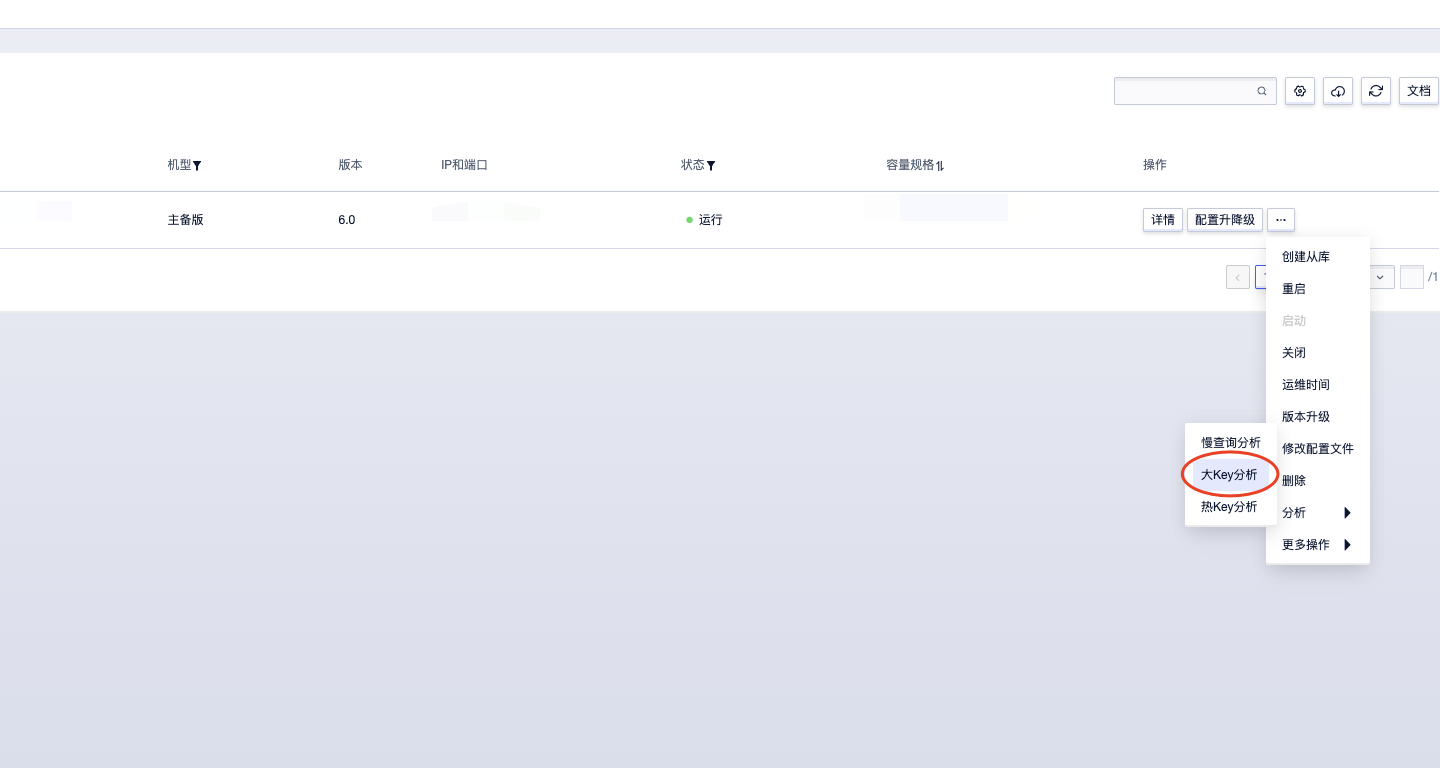 文档
机型 版本 IP和端口 状态 容量规格 操作
主备版 6.0 运行 详情 配置升降级 ...
/1
创建从库
重启
启动
关闭
运维时间
版本升级
修改配置文件
删除
分析
更多操作
慢查询分析
大Key分析
热Key分析